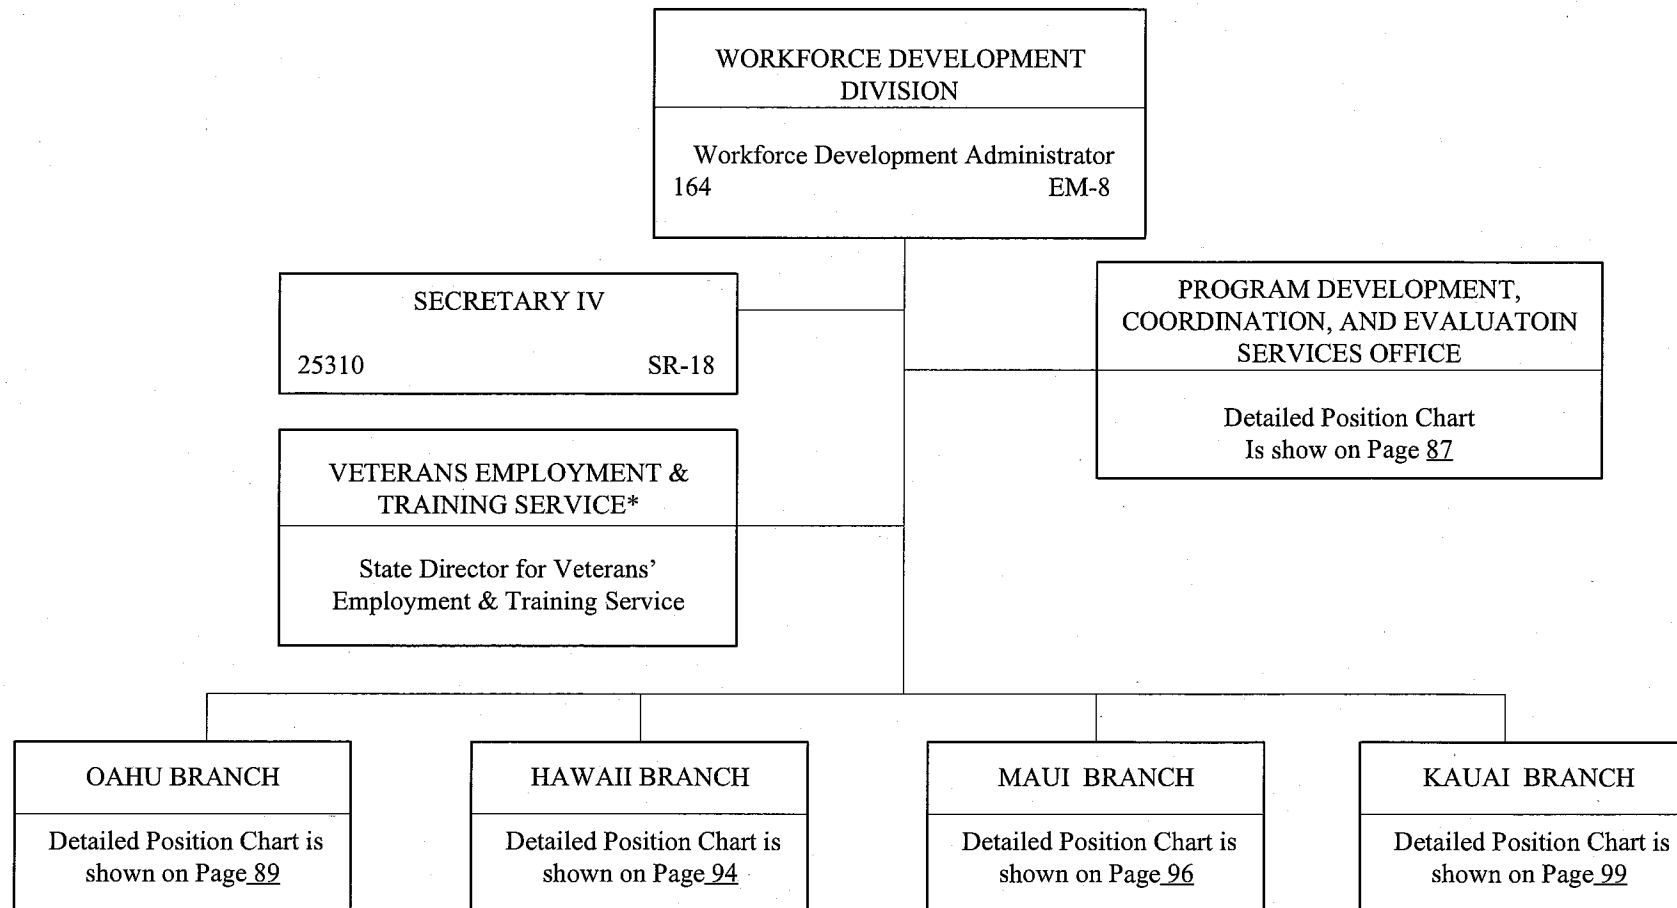 WORKFORCE DEVELOPMENT
DIVISION
Workforce Development Administrator
164 EM-8
SECRETARY IV
25310 SR-18
PROGRAM DEVELOPMENT,
COORDINATION, AND EVALUATOIN
SERVICES OFFICE
Detailed Position Chart
Is show on Page 87
VETERANS EMPLOYMENT &
TRAINING SERVICE*
State Director for Veterans’
Employment & Training Service
OAHU BRANCH
Detailed Position Chart is
shown on Page 89
HAWAII BRANCH
Detailed Position Chart is
shown on Page 94
MAUI BRANCH
Detailed Position Chart is
shown on Page 96
KAUAI BRANCH
Detailed Position Chart is
shown on Page 99